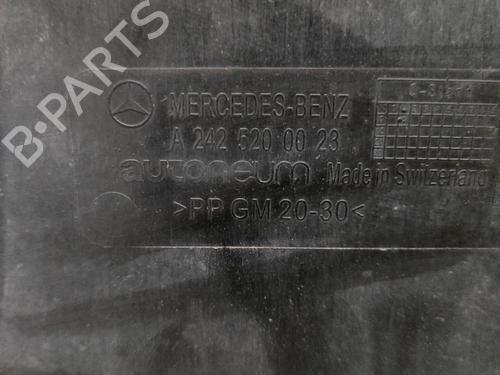 B-PARTS
MERCEDES-BENZ
A 242 520 00 23
autoneum Made in Switzerland
>PP GM 20-30<